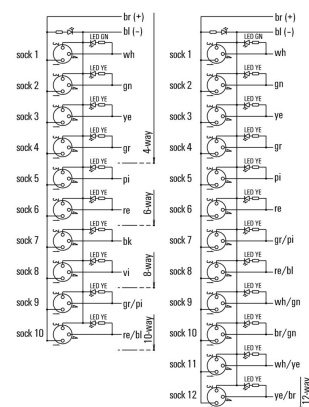 br (+)
bl (−)
LED GN
sock 1
wh
LED YE
sock 2
gn
LED YE
sock 3
ye
LED YE
sock 4
gr
4-way
LED YE
sock 5
pi
LED YE
sock 6
re
6-way
LED YE
sock 7
bk
LED YE
sock 8
vi
8-way
LED YE
sock 9
gr/pi
LED YE
sock 10
re/bl
10-way
br (+)
bl (−)
LED GN
sock 1
wh
LED YE
sock 2
gn
LED YE
sock 3
ye
LED YE
sock 4
gr
LED YE
sock 5
pi
LED YE
sock 6
re
LED YE
sock 7
gr/pi
LED YE
sock 8
re/bl
LED YE
sock 9
wh/gn
LED YE
sock 10
br/gn
LED YE
sock 11
wh/ye
LED YE
sock 12
ye/br
12-way